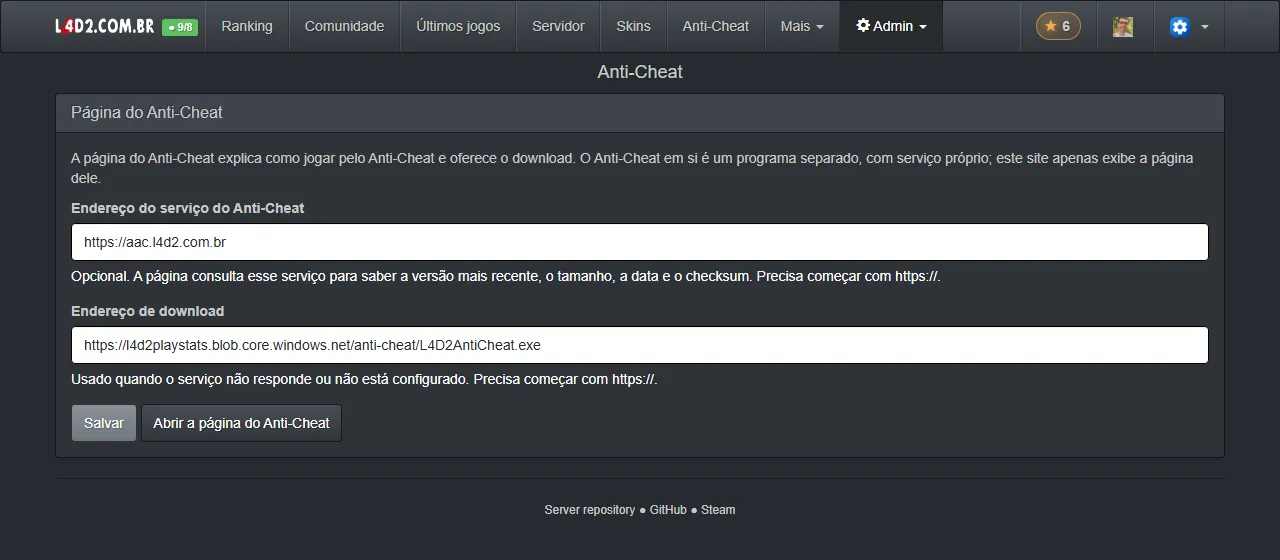 L4D2.COM.BR ● 9/8 Ranking Comunidade Últimos jogos Servidor Skins Anti-Cheat Mais Admin 6
Anti-Cheat
Página do Anti-Cheat
A página do Anti-Cheat explica como jogar pelo Anti-Cheat e oferece o download. O Anti-Cheat em si é um programa separado, com serviço próprio; este site apenas exibe a página
dele.
Endereço do serviço do Anti-Cheat
https://aac.l4d2.com.br
Opcional. A página consulta esse serviço para saber a versão mais recente, o tamanho, a data e o checksum. Precisa começar com https://.
Endereço de download
https://l4d2playstats.blob.core.windows.net/anti-cheat/L4D2AntiCheat.exe
Usado quando o serviço não responde ou não está configurado. Precisa começar com https://.
Salvar Abrir a página do Anti-Cheat
Server repository ● GitHub ● Steam